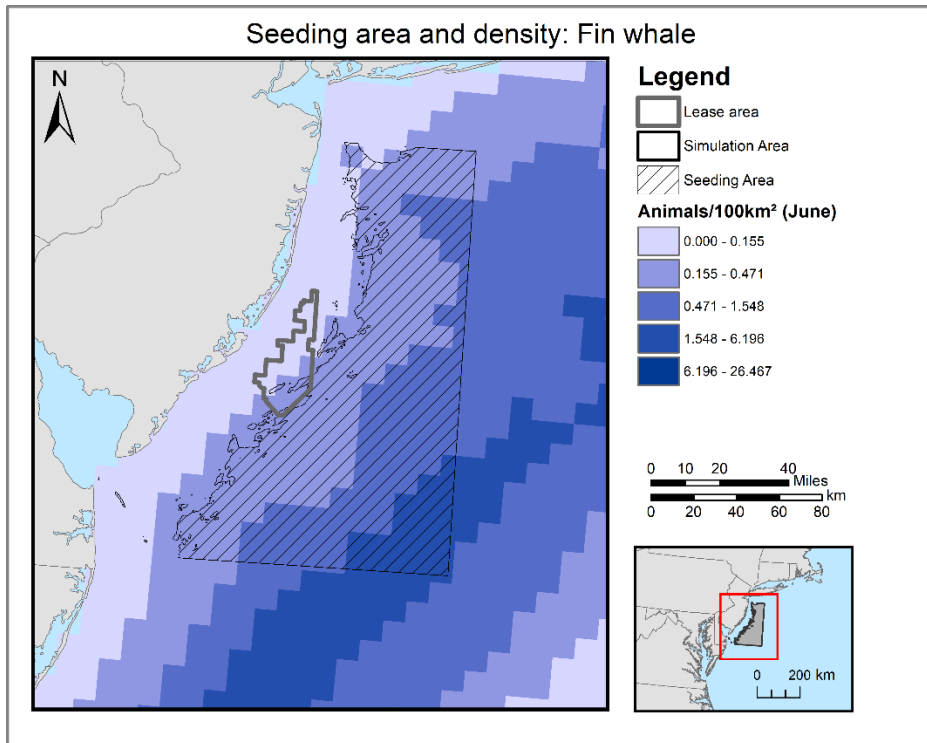 Seeding area and density: Fin whale
N
Legend
Lease area
Simulation Area
Seeding Area
Animals/100km² (June)
0.000 - 0.155
0.155 - 0.471
0.471 - 1.548
1.548 - 6.196
6.196 - 26.467
0 10 20 40
Miles
km
0 20 40 60 80
0 200 km